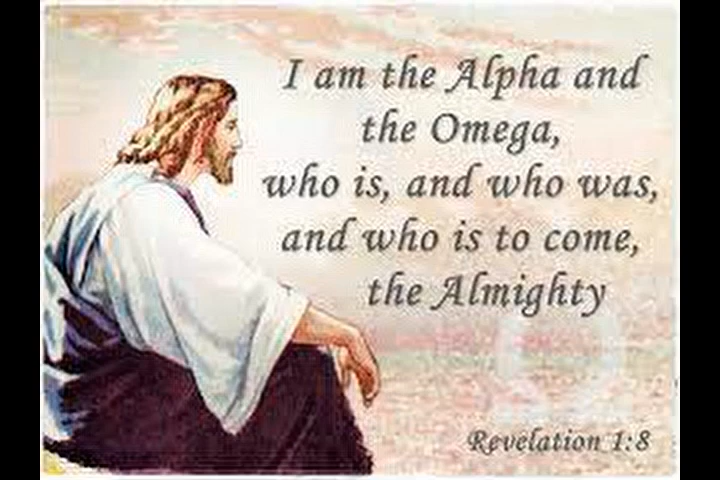 I am the Alpha and
the Omega,
who is, and who was,
and who is to come,
the Almighty
Revelation 1:8